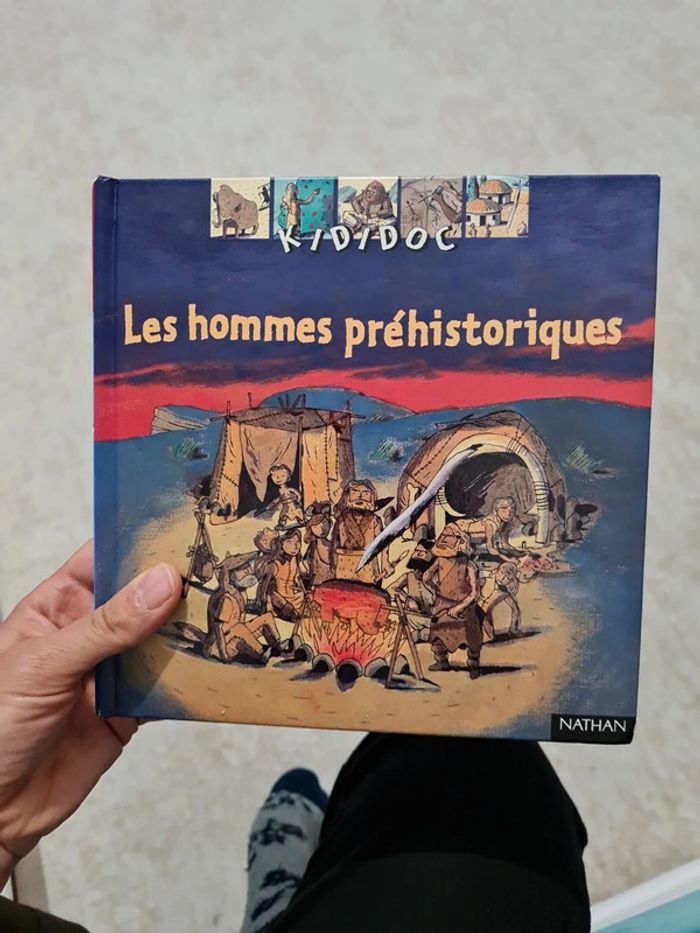 KIDIDOC
Les hommes préhistoriques
NATHAN